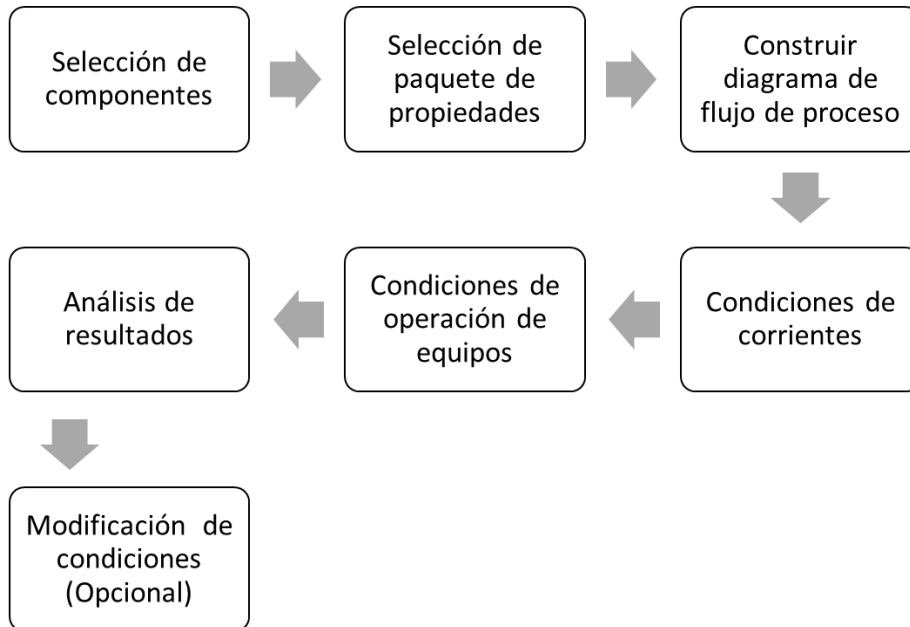 Selección de
componentes
Selección de
paquete de
propiedades
Construir
diagrama de
flujo de proceso
Condiciones de
corrientes
Condiciones de
operación de
equipos
Análisis de
resultados
Modificación de
condiciones
(Opcional)